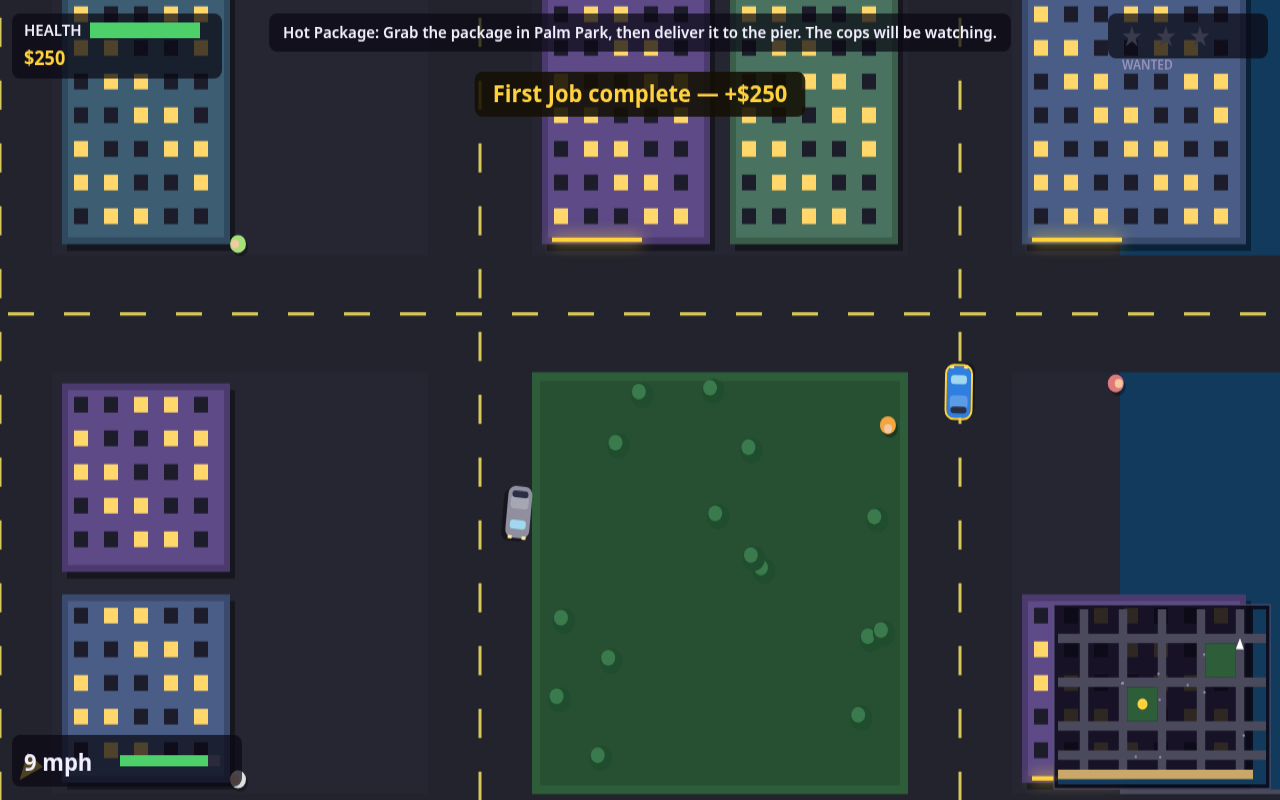 HEALTH
$250
Hot Package: Grab the package in Palm Park, then deliver it to the pier. The cops will be watching.
WANTED
First Job complete — +$250
9 mph